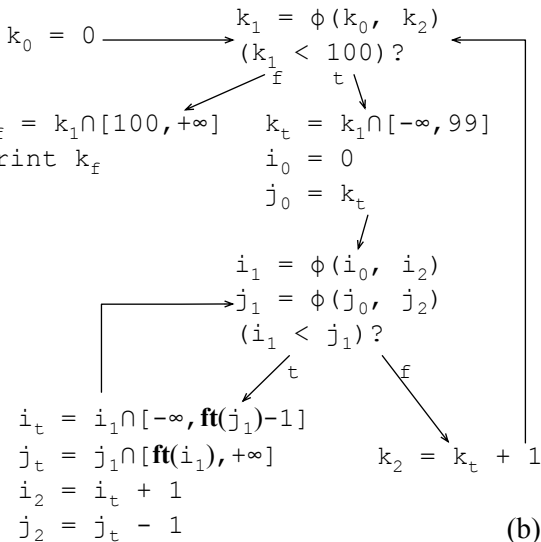 k₀ = 0
k₁ = ϕ(k₀, k₂)
(k₁ < 100)?
f t
f = k₁∩[100,+∞]
rint k_f
k_t = k₁∩[-∞,99]
i₀ = 0
j₀ = k_t
i₁ = ϕ(i₀, i₂)
j₁ = ϕ(j₀, j₂)
(i₁ < j₁)?
t f
i_t = i₁∩[-∞,ft(j₁)-1]
j_t = j₁∩[ft(i₁),+∞]
i₂ = i_t + 1
j₂ = j_t - 1
k₂ = k_t + 1
(b)